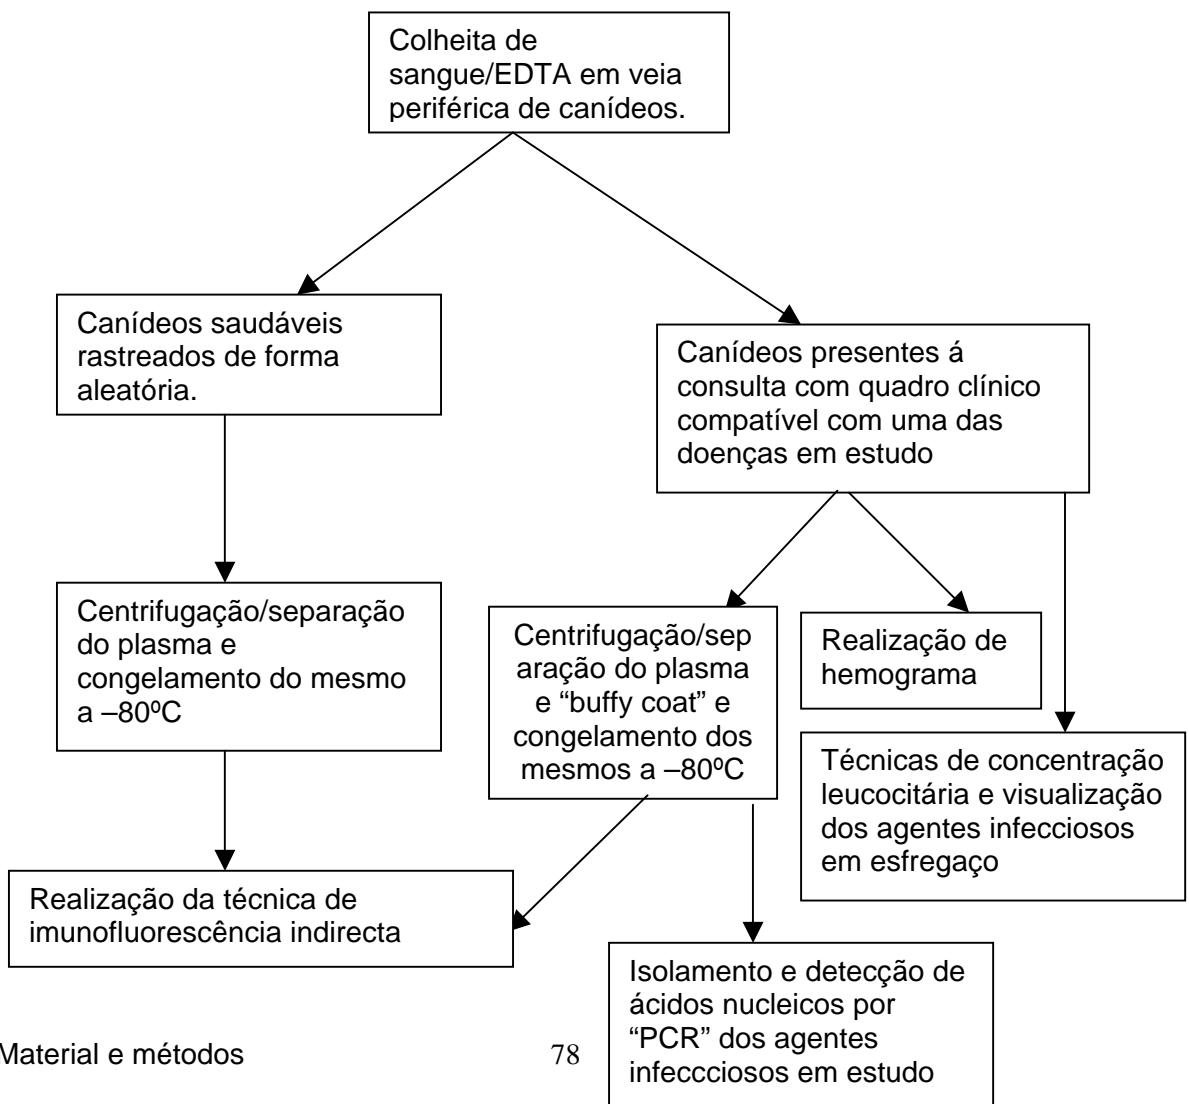 Colheita de
sangue/EDTA em veia
periférica de canídeos.
Canídeos saudáveis
rastreados de forma
aleatória.
Canídeos presentes á
consulta com quadro clínico
compatível com uma das
doenças em estudo
Centrifugação/separação
do plasma e
congelamento do mesmo
a –80ºC
Centrifugação/sep
aração do plasma
e “buffy coat” e
congelamento dos
mesmos a –80ºC
Realização de
hemograma
Técnicas de concentração
leucocitária e visualização
dos agentes infecciosos
em esfregaço
Realização da técnica de
imunofluorescência indirecta
Isolamento e detecção de
ácidos nucleicos por
“PCR” dos agentes
infeccciosos em estudo
Material e métodos 78